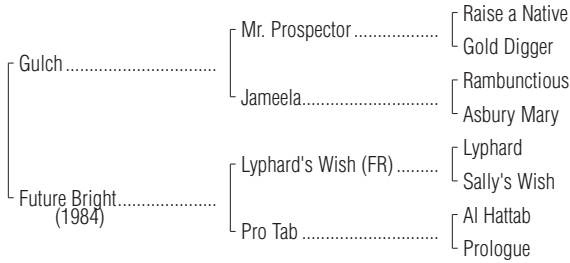 Raise a Native
Mr. Prospector ..................
Gold Digger
Gulch ................................
Rambunctious
Jameela.............................
Asbury Mary
Lyphard
Lyphard's Wish (FR) .........
Sally's Wish
Future Bright.....................
(1984)
Al Hattab
Pro Tab .............................
Prologue